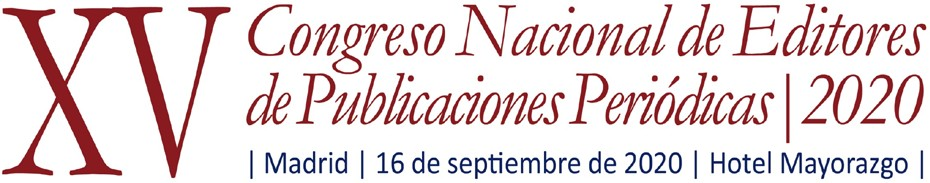 XV Congreso Nacional de Editores
de Publicaciones Periódicas | 2020
| Madrid | 16 de septiembre de 2020 | Hotel Mayorazgo |